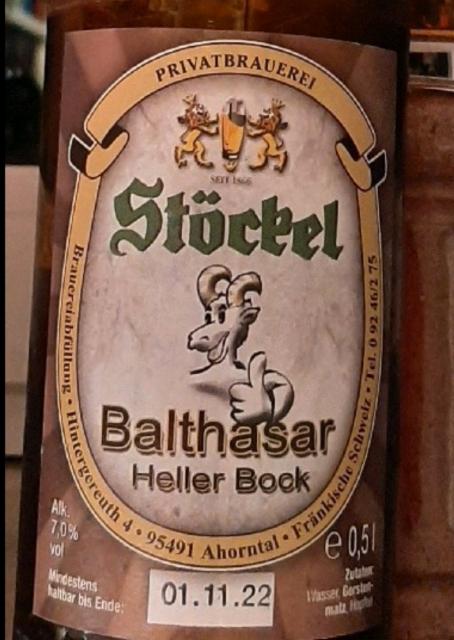 PRIVATBRAUEREI
SEIT 1866
Stöckel
Balthasar
Heller Bock
Brauereiabfüllung • Hintergereuth 4 • 95491 Ahorntal • Fränkische Schweiz • Tel. 0 92 46/2 75
Alk.
7,0%
vol
e 0,5 l
Mindestens
haltbar bis Ende:
01.11.22
Zutaten:
Wasser, Gersten-
malz, Hopfen